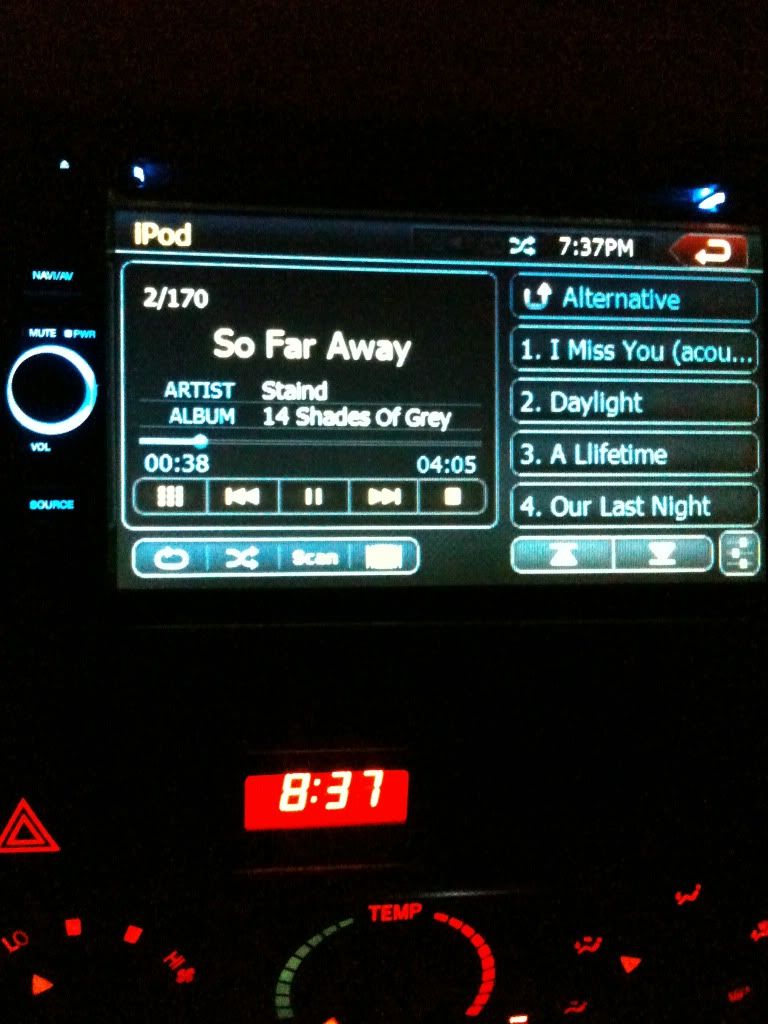 iPod
7:37PM
NAVI/AV
MUTE PWR
VOL
SOURCE
2/170
So Far Away
ARTIST Staind
ALBUM 14 Shades Of Grey
00:38 04:05
Scan
Alternative
1. I Miss You (acou...
2. Daylight
3. A Llifetime
4. Our Last Night
8:37
TEMP
LO
HI